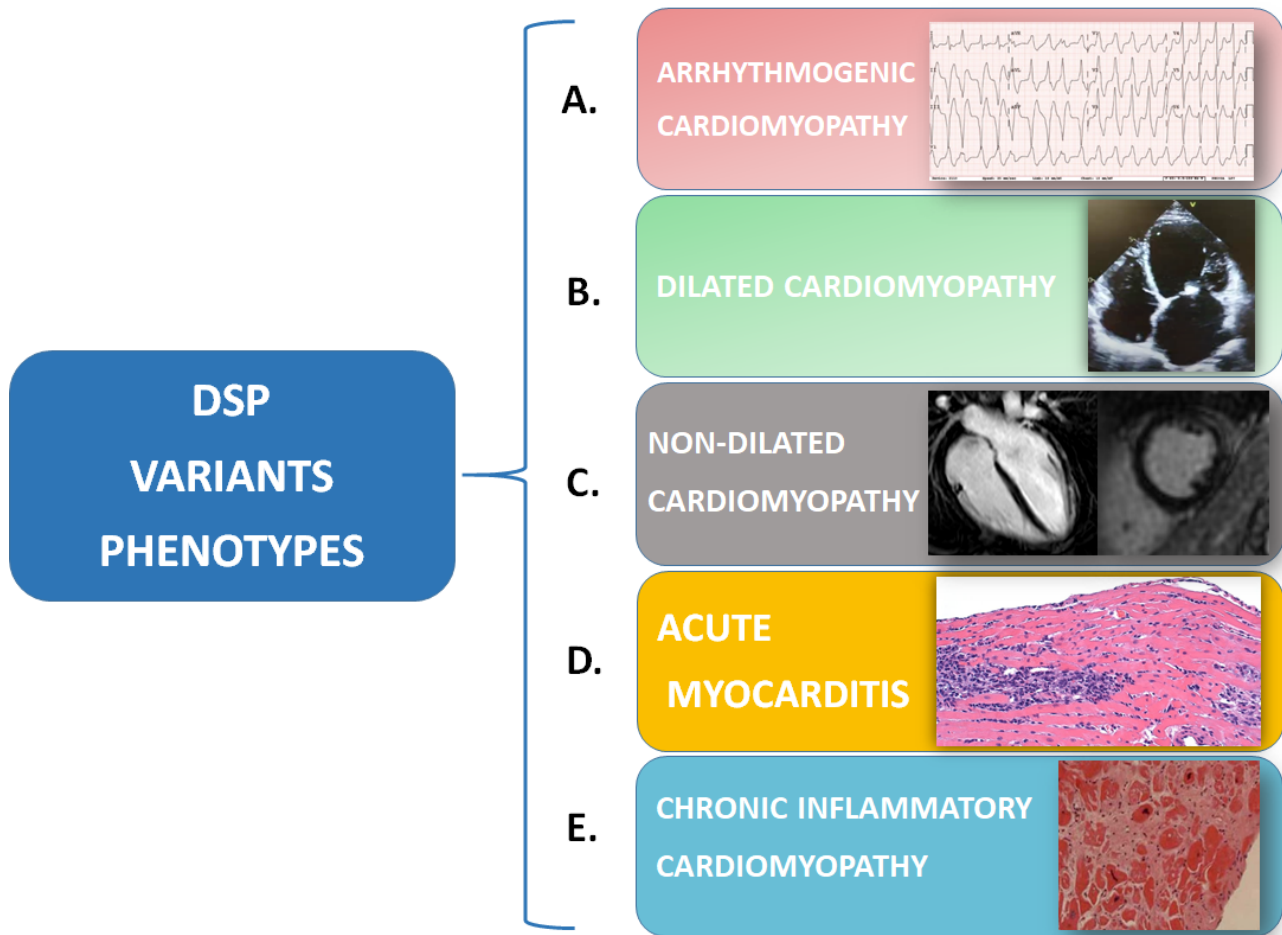 DSP
VARIANTS
PHENOTYPES
A.
ARRHYTHMOGENIC
CARDIOMYOPATHY
B.
DILATED CARDIOMYOPATHY
C.
NON-DILATED
CARDIOMYOPATHY
D.
ACUTE
MYOCARDITIS
E.
CHRONIC INFLAMMATORY
CARDIOMYOPATHY